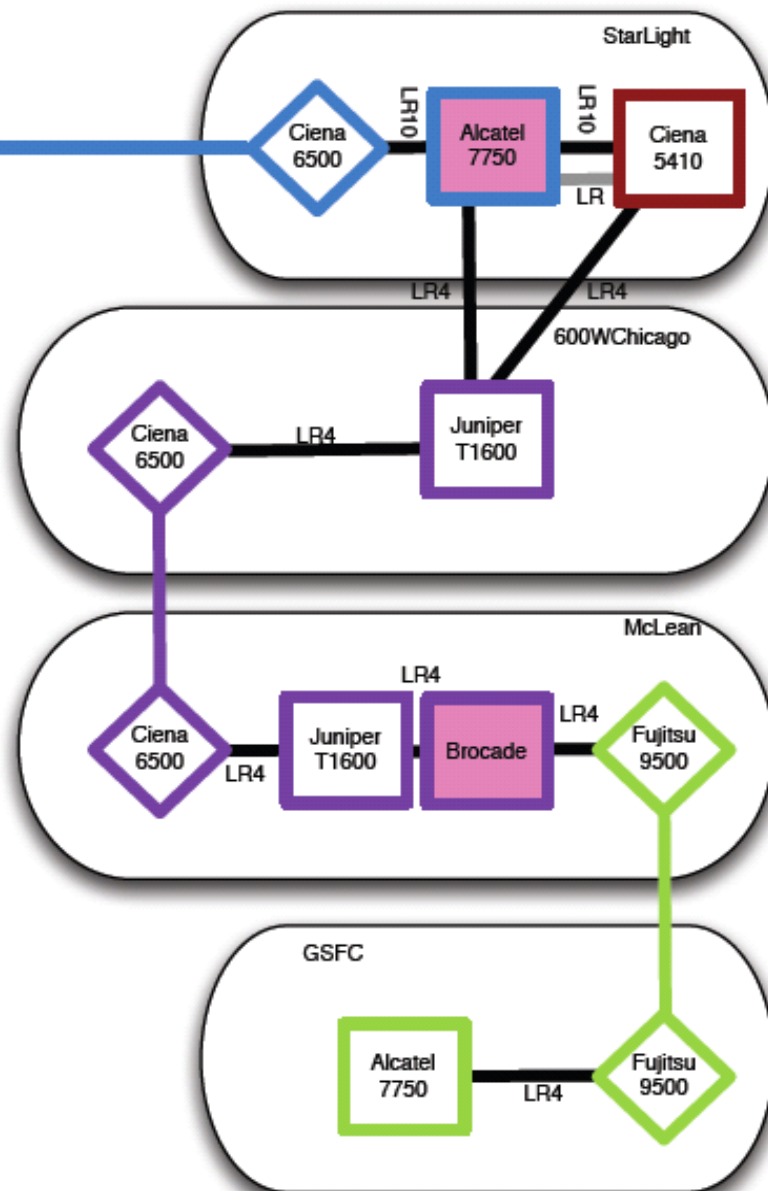 StarLight
Ciena
6500
LR10
Alcatel
7750
LR10
LR
Ciena
5410
LR4
LR4
600WChicago
Ciena
6500
LR4
Juniper
T1600
McLean
Ciena
6500
LR4
Juniper
T1600
LR4
Brocade
LR4
Fujitsu
9500
GSFC
Alcatel
7750
LR4
Fujitsu
9500